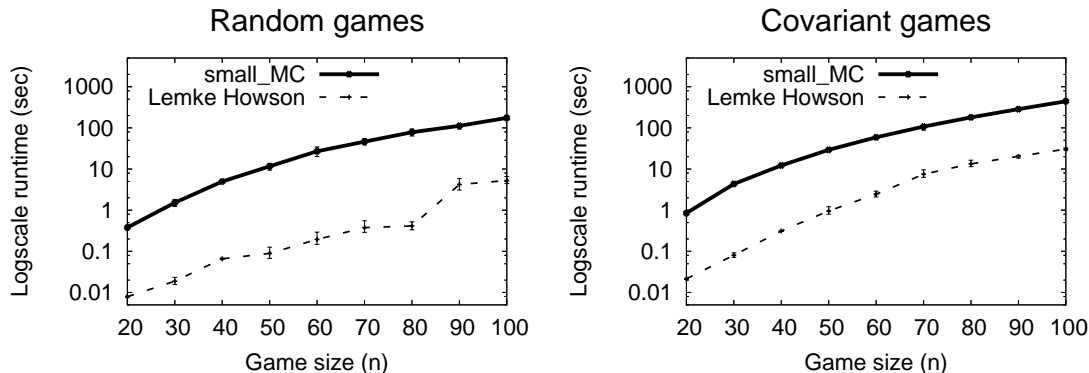 Random games
Logscale runtime (sec)
1000
100
10
1
0.1
0.01
small_MC
Lemke Howson
20 30 40 50 60 70 80 90 100
Game size (n)
Covariant games
Logscale runtime (sec)
1000
100
10
1
0.1
0.01
small_MC
Lemke Howson
20 30 40 50 60 70 80 90 100
Game size (n)